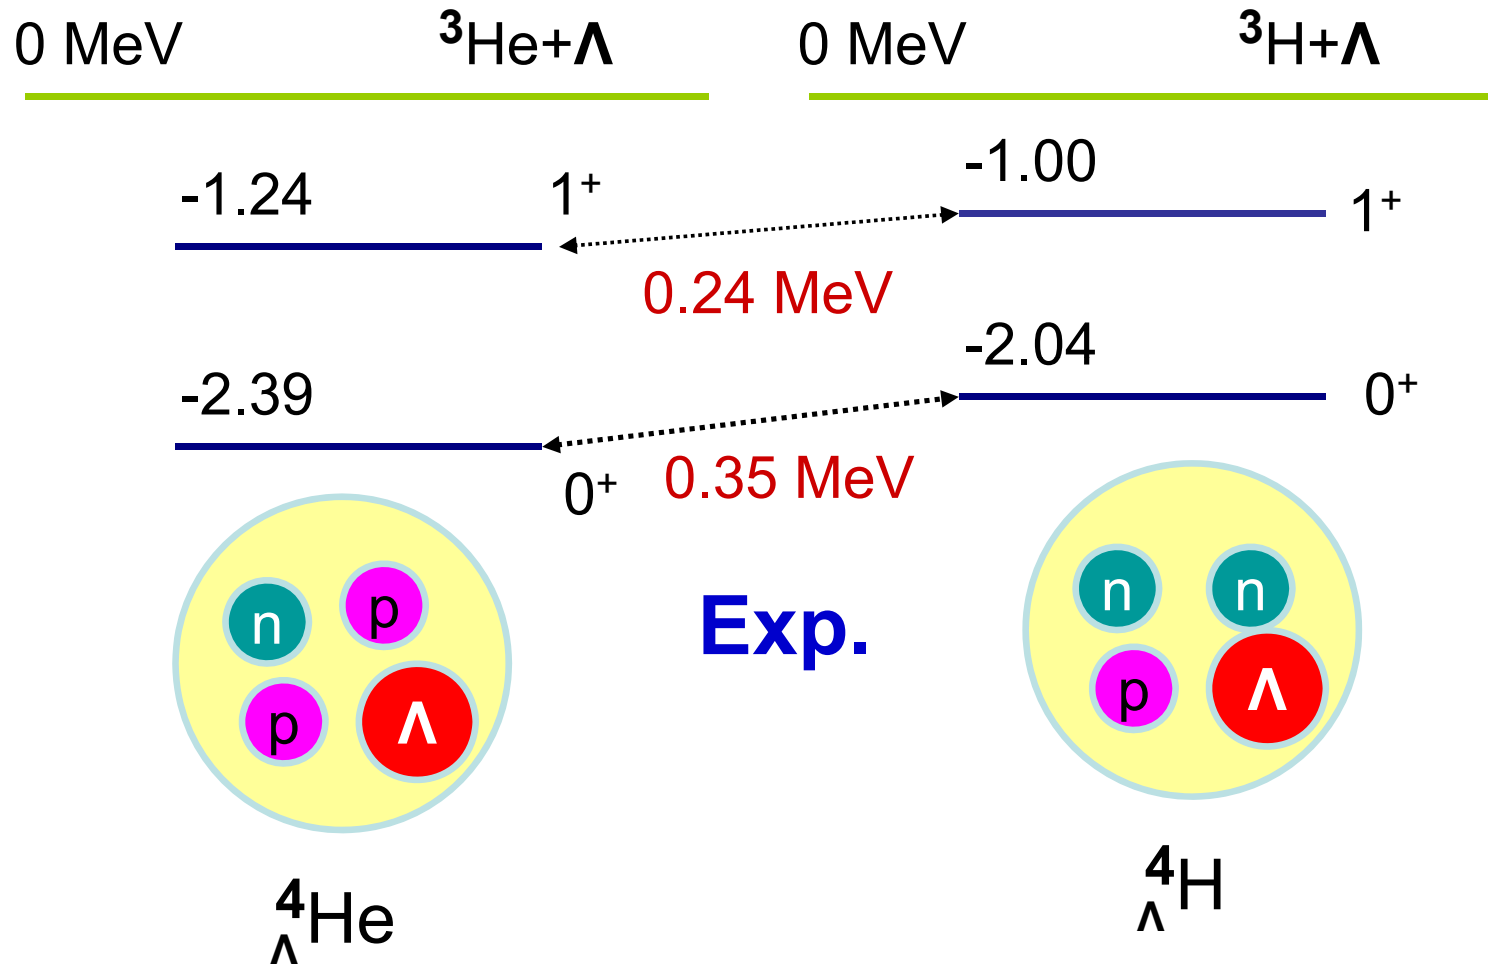 0 MeV ³He+Λ 0 MeV ³H+Λ
-1.24 1⁺ -1.00 1⁺
0.24 MeV
-2.39 0⁺ -2.04 0⁺
0.35 MeV
Exp.
n p p Λ
n n p Λ
⁴ΛHe
⁴ΛH